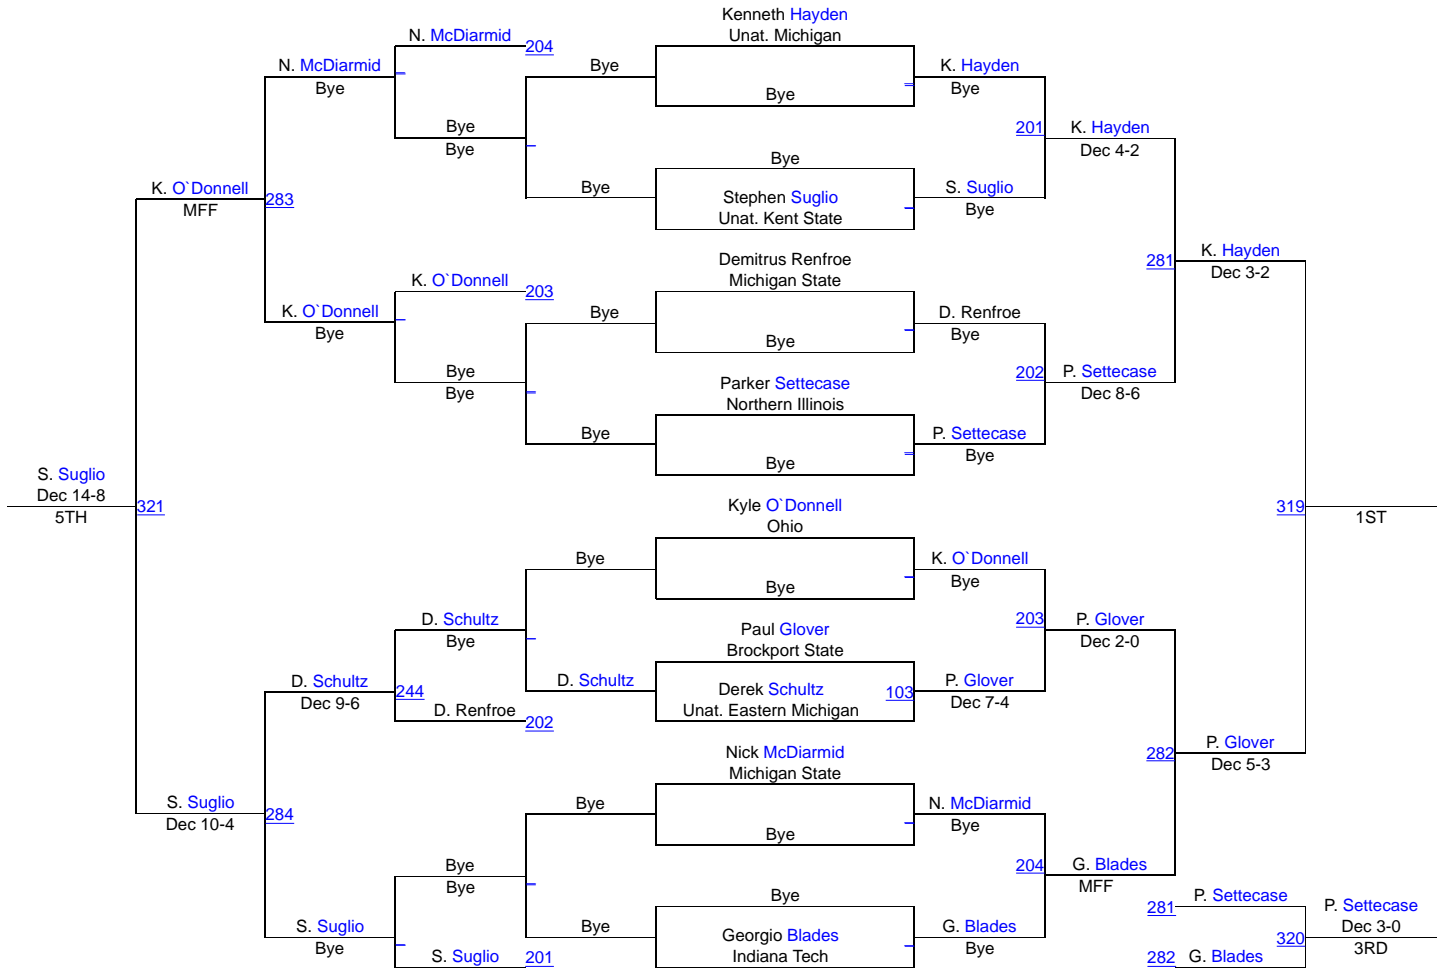 Kenneth Hayden
Unat. Michigan
N. McDiarmid
204
N. McDiarmid
Bye
Bye
Bye
K. Hayden
Bye
Bye
Bye
201
K. Hayden
Dec 4-2
Bye
K. O`Donnell
MFF
283
Bye
Stephen Suglio
Unat. Kent State
S. Suglio
Bye
Demitrus Renfroe
Michigan State
281
K. Hayden
Dec 3-2
K. O`Donnell
203
K. O`Donnell
Bye
Bye
Bye
D. Renfroe
Bye
Bye
Bye
202
P. Settecase
Dec 8-6
Parker Settecase
Northern Illinois
Bye
Bye
P. Settecase
Bye
S. Suglio
Dec 14-8
5TH
321
Kyle O`Donnell
Ohio
319
1ST
Bye
Bye
K. O`Donnell
Bye
D. Schultz
Bye
203
P. Glover
Dec 2-0
Paul Glover
Brockport State
D. Schultz
Dec 9-6
244
D. Schultz
Derek Schultz
Unat. Eastern Michigan
103
P. Glover
Dec 7-4
D. Renfroe
202
Nick McDiarmid
Michigan State
282
P. Glover
Dec 5-3
S. Suglio
Dec 10-4
284
Bye
Bye
N. McDiarmid
Bye
Bye
Bye
204
G. Blades
MFF
Bye
S. Suglio
Bye
Bye
Georgio Blades
Indiana Tech
G. Blades
Bye
S. Suglio
201
281
P. Settecase
320
P. Settecase
Dec 3-0
3RD
282
G. Blades